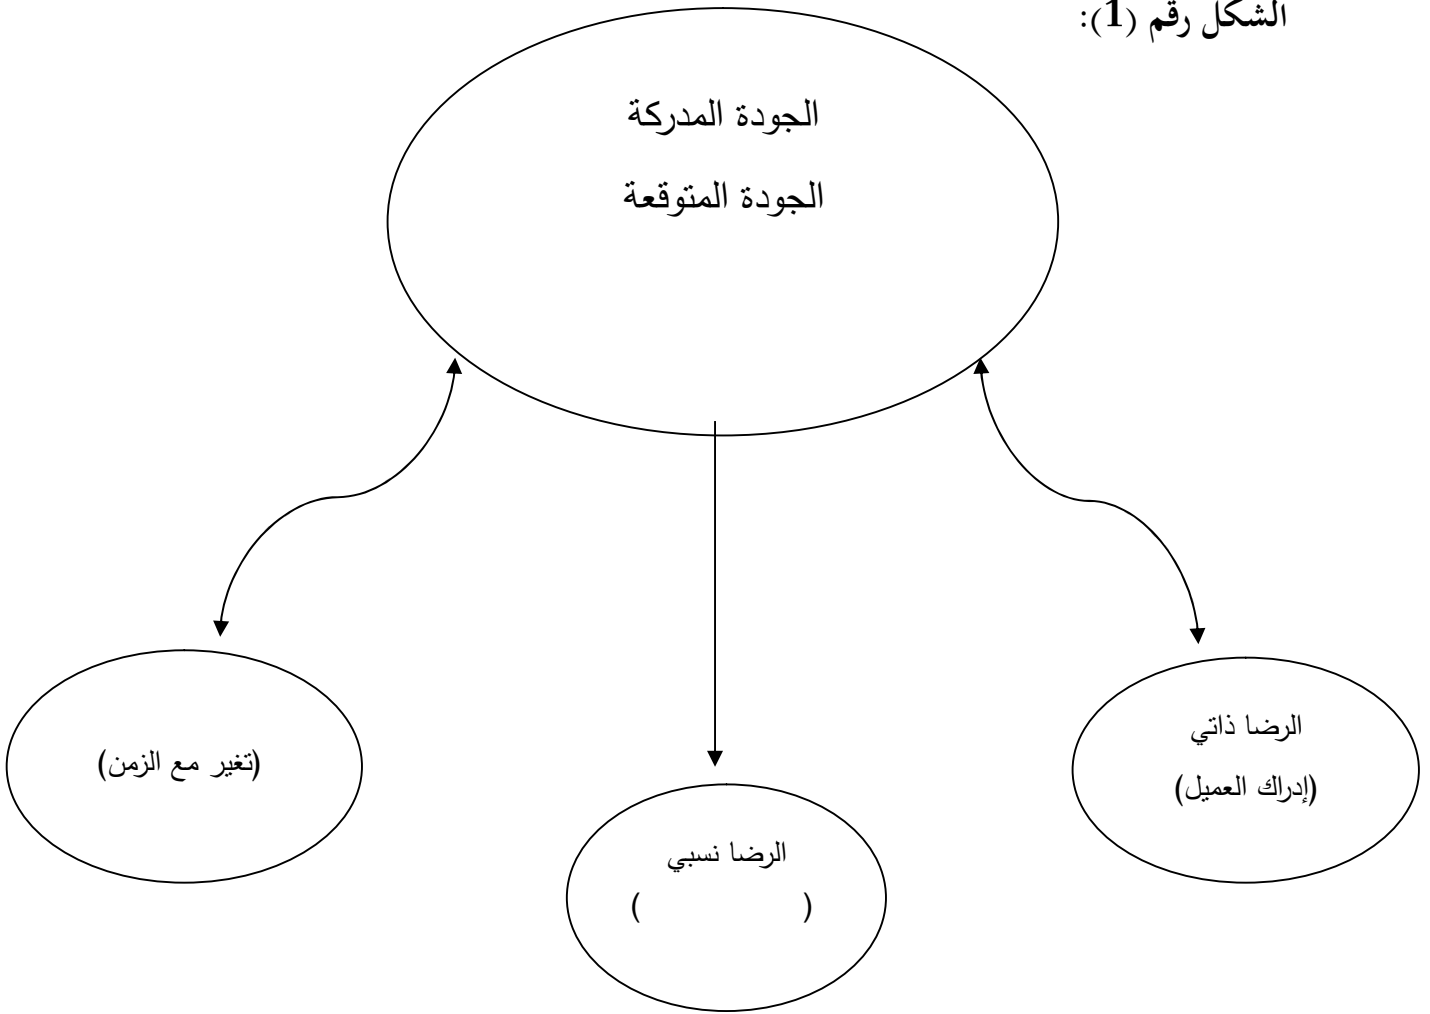 الشكل رقم (1):
الجودة المدركة
الجودة المتوقعة
الرضا ذاتي
(إدراك العميل)
الرضا نسبي
( )
(تغير مع الزمن)